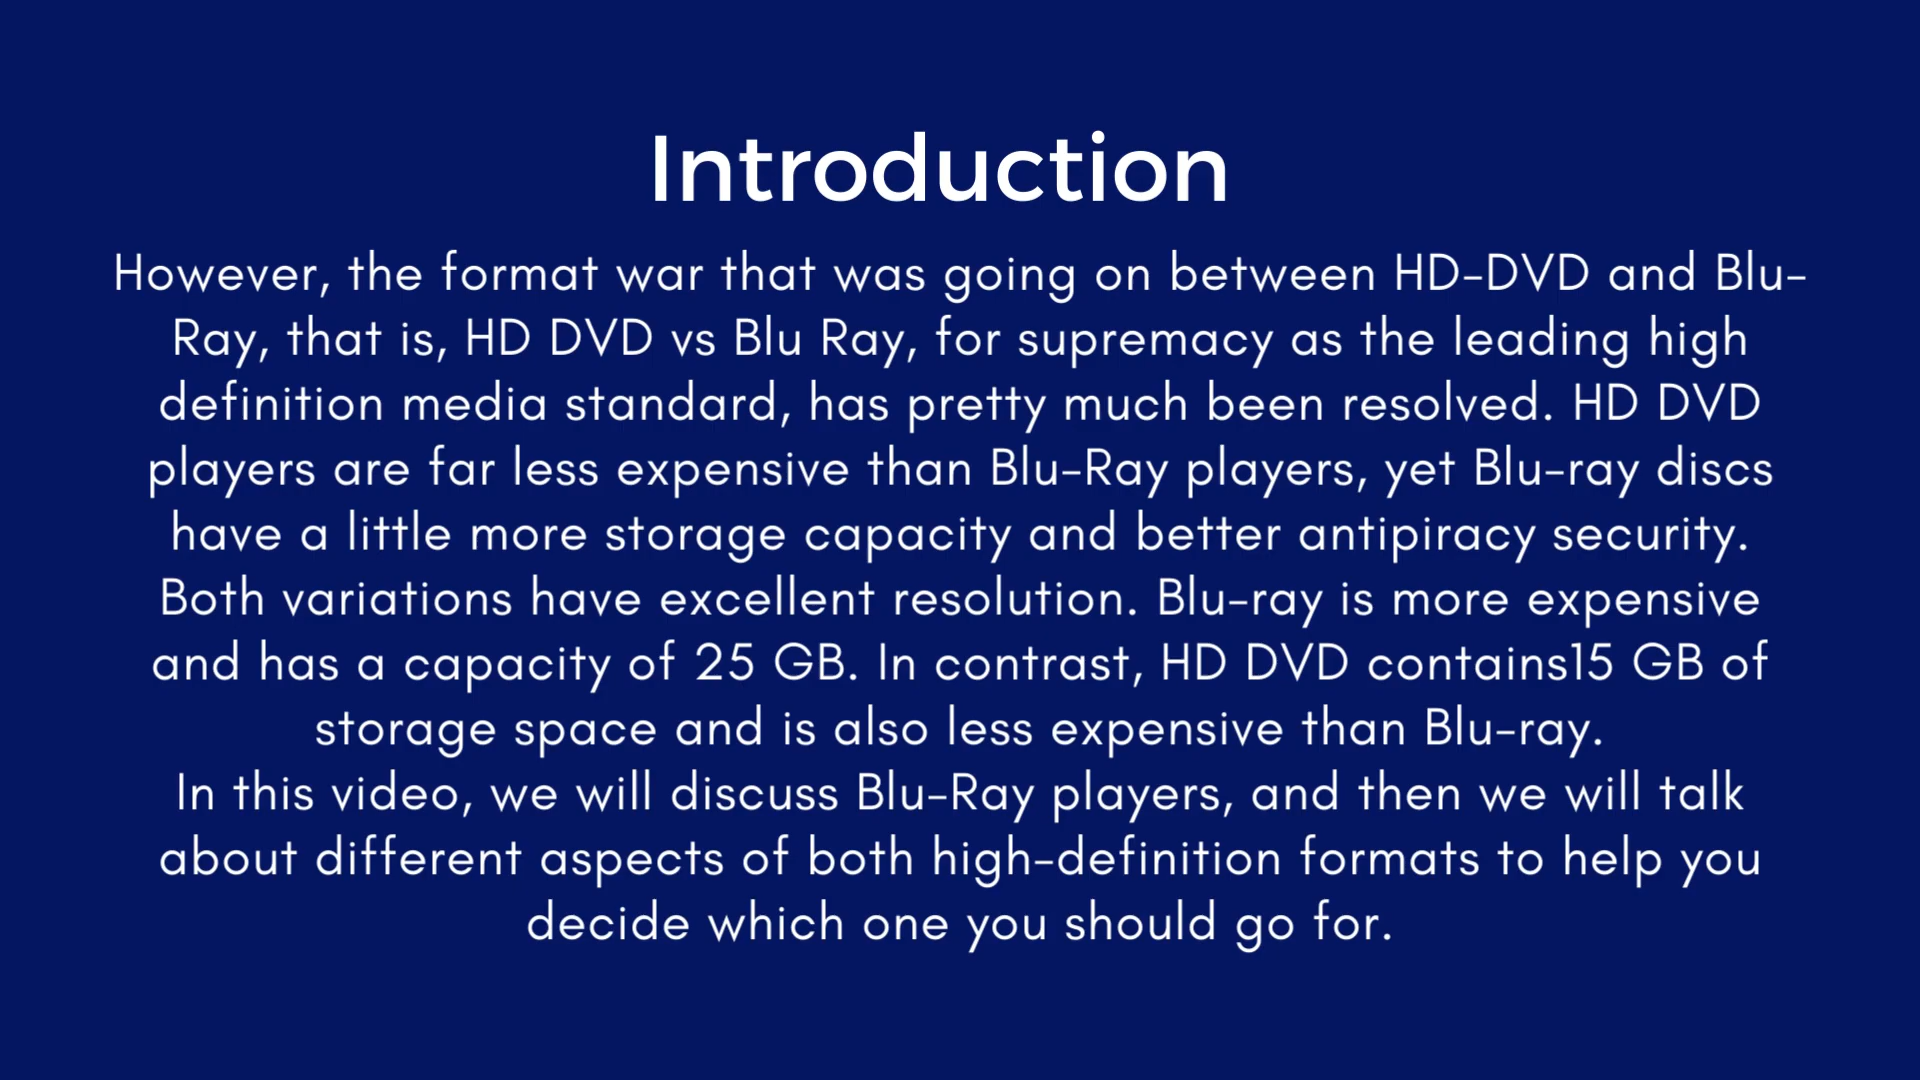 Introduction
However, the format war that was going on between HD-DVD and Blu-
Ray, that is, HD DVD vs Blu Ray, for supremacy as the leading high
definition media standard, has pretty much been resolved. HD DVD
players are far less expensive than Blu-Ray players, yet Blu-ray discs
have a little more storage capacity and better antipiracy security.
Both variations have excellent resolution. Blu-ray is more expensive
and has a capacity of 25 GB. In contrast, HD DVD contains15 GB of
storage space and is also less expensive than Blu-ray.
In this video, we will discuss Blu-Ray players, and then we will talk
about different aspects of both high-definition formats to help you
decide which one you should go for.